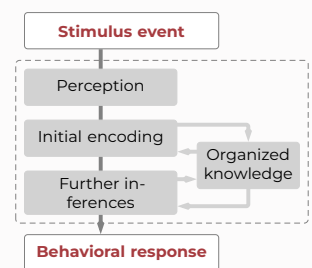 Stimulus event
Perception
Initial encoding
Organized
knowledge
Further in-
ferences
Behavioral response